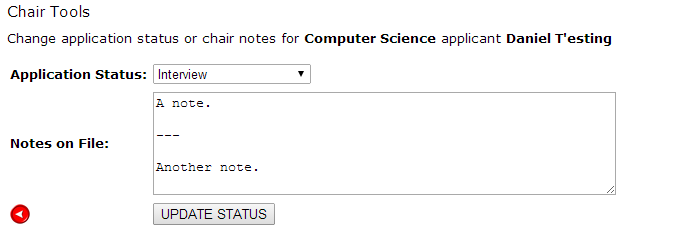 Chair Tools
Change application status or chair notes for Computer Science applicant Daniel T'esting
Application Status: Interview
Notes on File:
A note.
---
Another note.
UPDATE STATUS